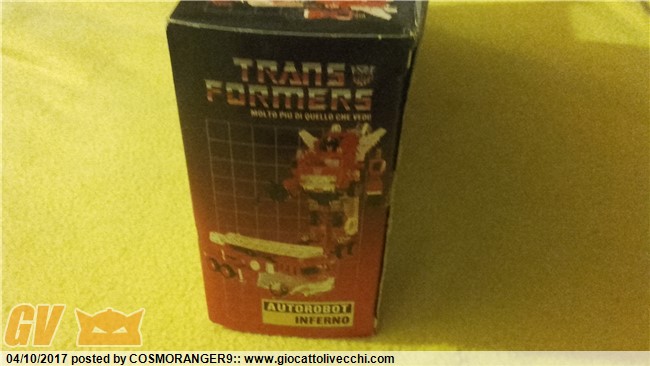 TRANS
FORMERS
MOLTO PIÙ DI QUELLO CHE VEDI
AUTOROBOT
INFERNO
GV
04/10/2017 posted by COSMORANGER9:: www.giocattolivecchi.com